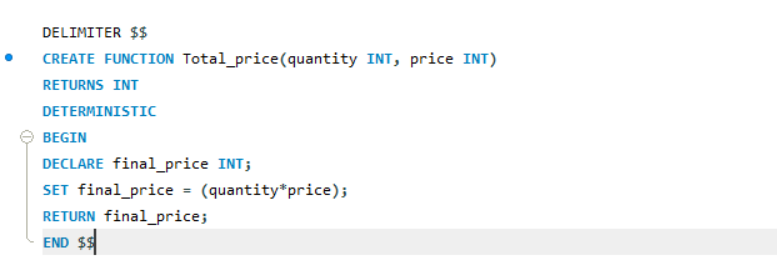 DELIMITER $$
CREATE FUNCTION Total_price(quantity INT, price INT)
RETURNS INT
DETERMINISTIC
BEGIN
DECLARE final_price INT;
SET final_price = (quantity*price);
RETURN final_price;
END $$